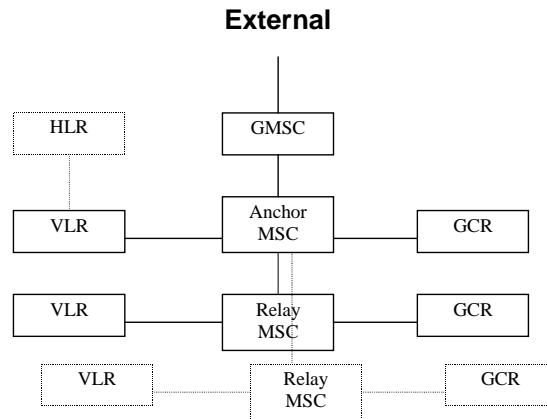 External
HLR
GMSC
VLR
Anchor
MSC
GCR
VLR
Relay
MSC
GCR
VLR
Relay
MSC
GCR